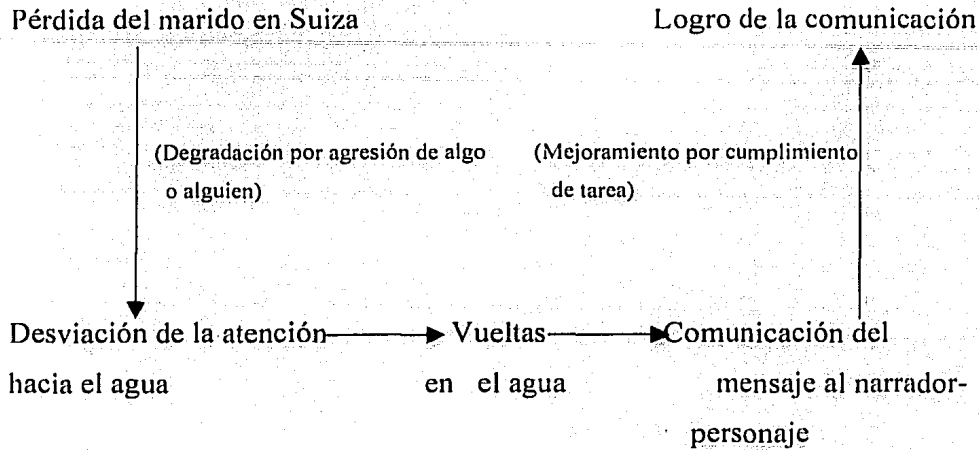 Pérdida del marido en Suiza
Logro de la comunicación
(Degradación por agresión de algo
o alguien)
(Mejoramiento por cumplimiento
de tarea)
Desviación de la atención
hacia el agua
Vueltas
en el agua
Comunicación del
mensaje al narrador-
personaje